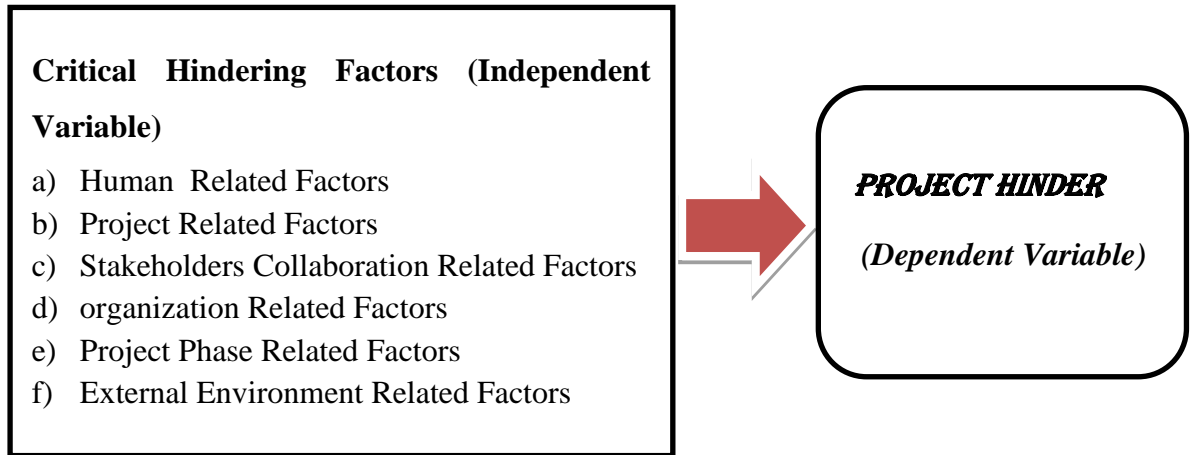 Critical Hindering Factors (Independent
Variable)
a) Human Related Factors
b) Project Related Factors
c) Stakeholders Collaboration Related Factors
d) organization Related Factors
e) Project Phase Related Factors
f) External Environment Related Factors
PROJECT HINDER
(Dependent Variable)